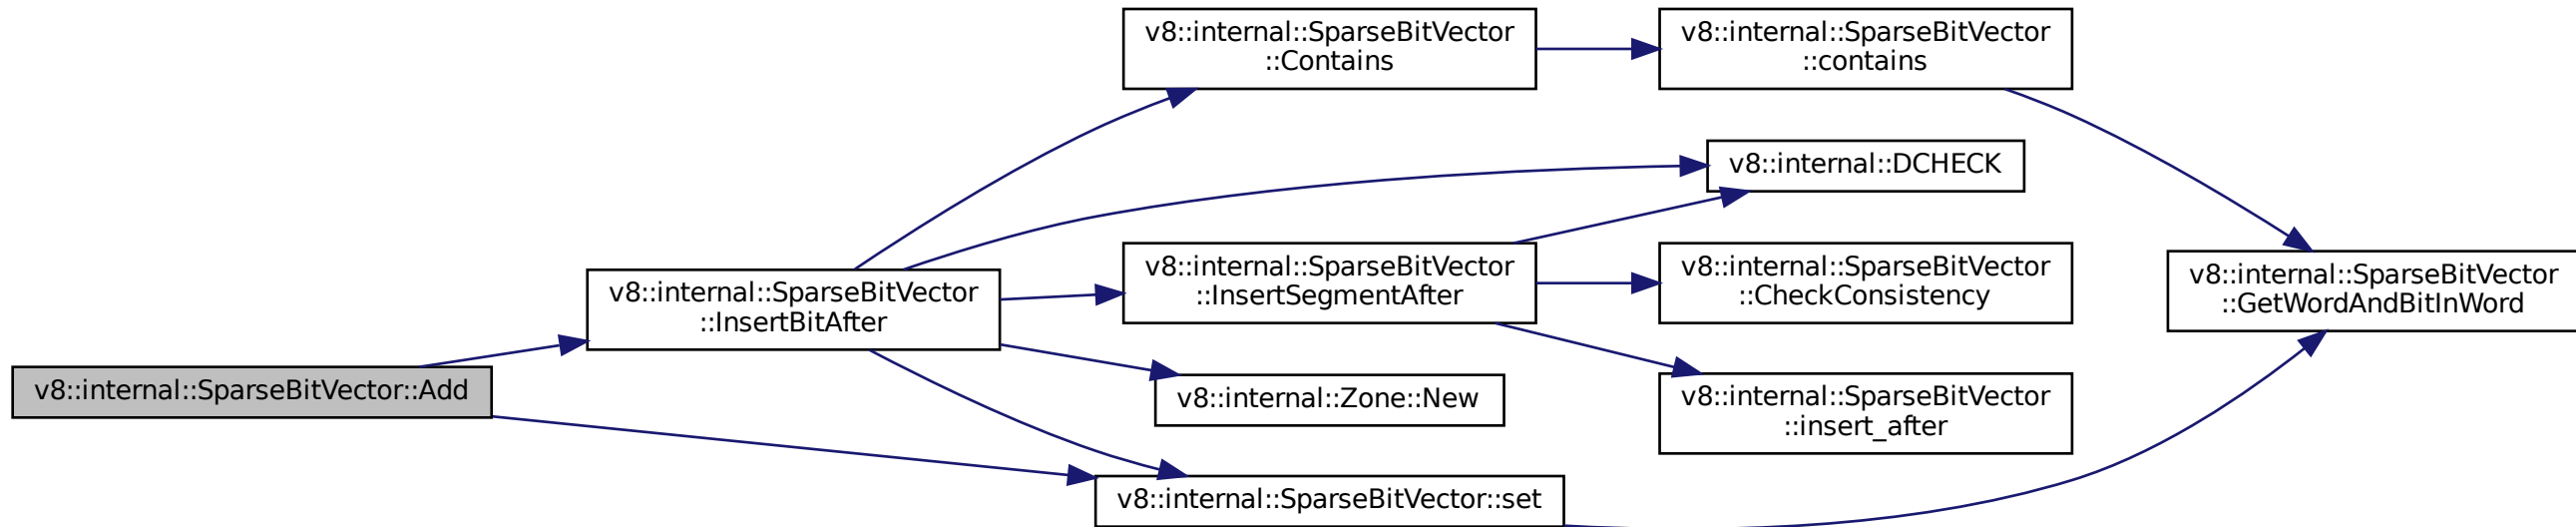 v8::internal::SparseBitVector::Add
v8::internal::SparseBitVector
::InsertBitAfter
v8::internal::SparseBitVector
::Contains
v8::internal::SparseBitVector
::contains
v8::internal::DCHECK
v8::internal::SparseBitVector
::InsertSegmentAfter
v8::internal::SparseBitVector
::CheckConsistency
v8::internal::SparseBitVector
::GetWordAndBitInWord
v8::internal::Zone::New
v8::internal::SparseBitVector
::insert_after
v8::internal::SparseBitVector::set